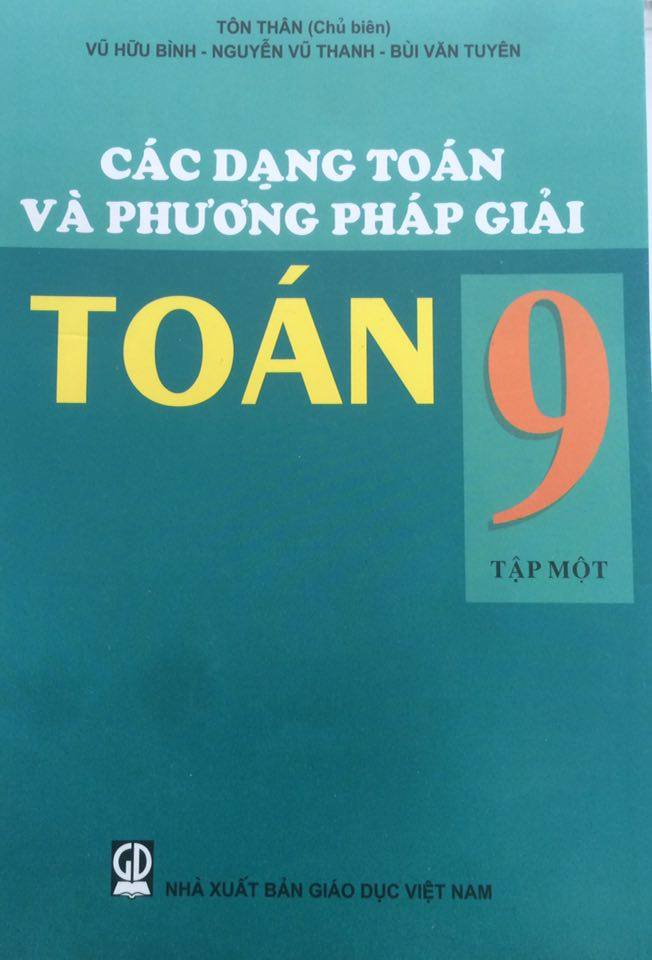 TÔN THÂN (Chủ biên)
VŨ HỮU BÌNH - NGUYỄN VŨ THANH - BÙI VĂN TUYÊN
CÁC DẠNG TOÁN
VÀ PHƯƠNG PHÁP GIẢI
TOÁN 9
TẬP MỘT
GD
NHÀ XUẤT BẢN GIÁO DỤC VIỆT NAM